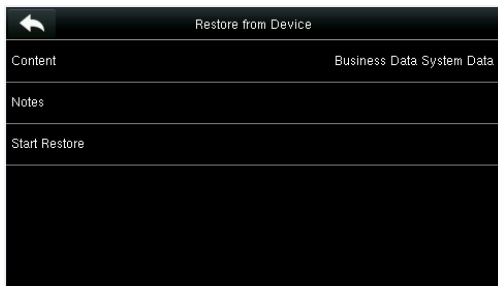 Restore from Device
Content Business Data System Data
Notes
Start Restore